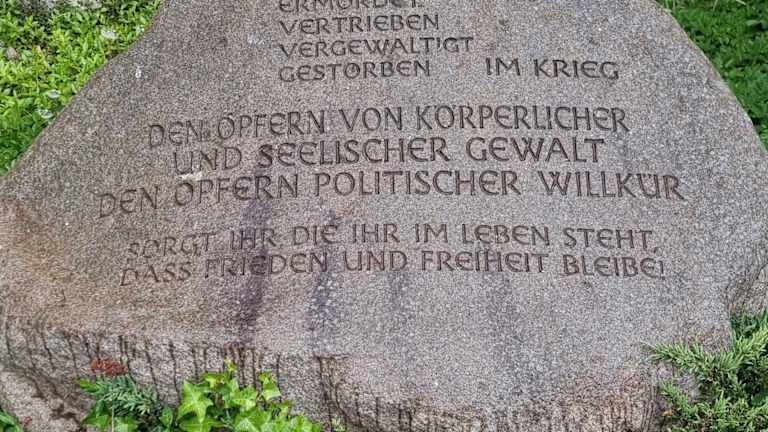 ERMORDET
VERTRIEBEN
VERGEWALTIGT
GESTORBEN IM KRIEG
DEN OPFERN VON KÖRPERLICHER
UND SEELISCHER GEWALT
DEN OPFERN POLITISCHER WILLKÜR
SORGT IHR DIE IHR IM LEBEN STEHT,
DASS FRIEDEN UND FREIHEIT BLEIBE!